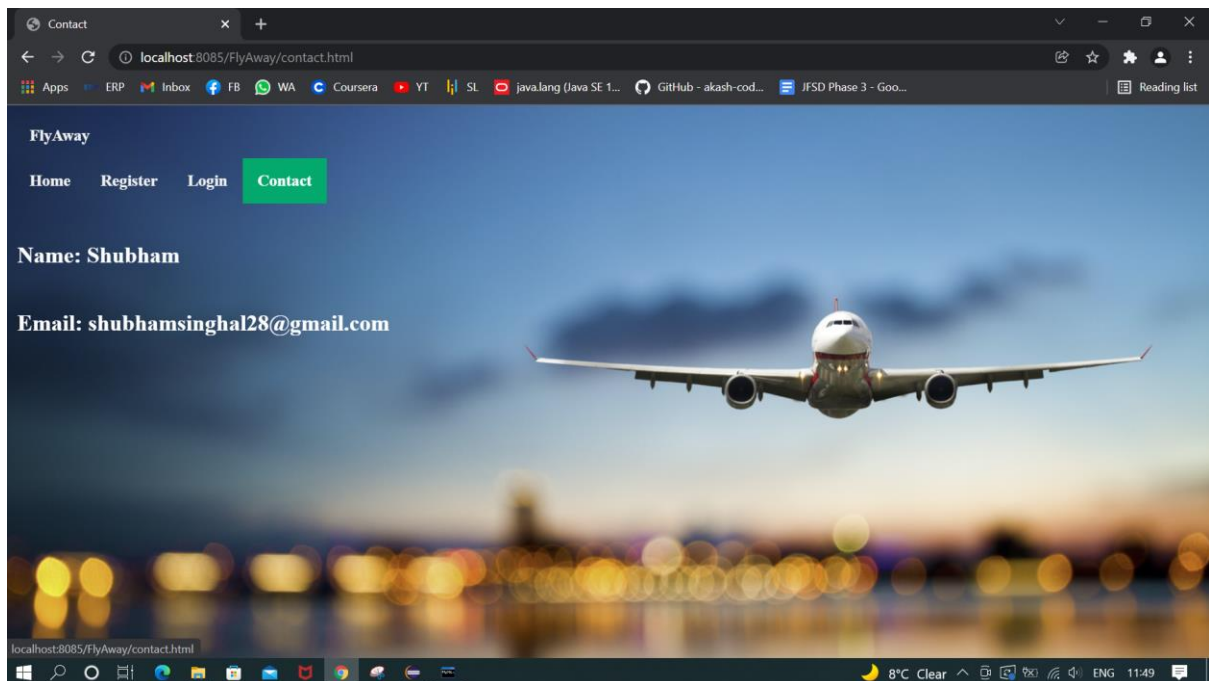 Contact
localhost:8085/FlyAway/contact.html
Apps ERP Inbox FB WA Coursera YT SL java.lang (Java SE 1... GitHub - akash-cod... JFSD Phase 3 - Goo... Reading list
FlyAway
Home Register Login Contact
Name: Shubham
Email: shubhamsinghal28@gmail.com
localhost:8085/FlyAway/contact.html
8°C Clear ENG 11:49